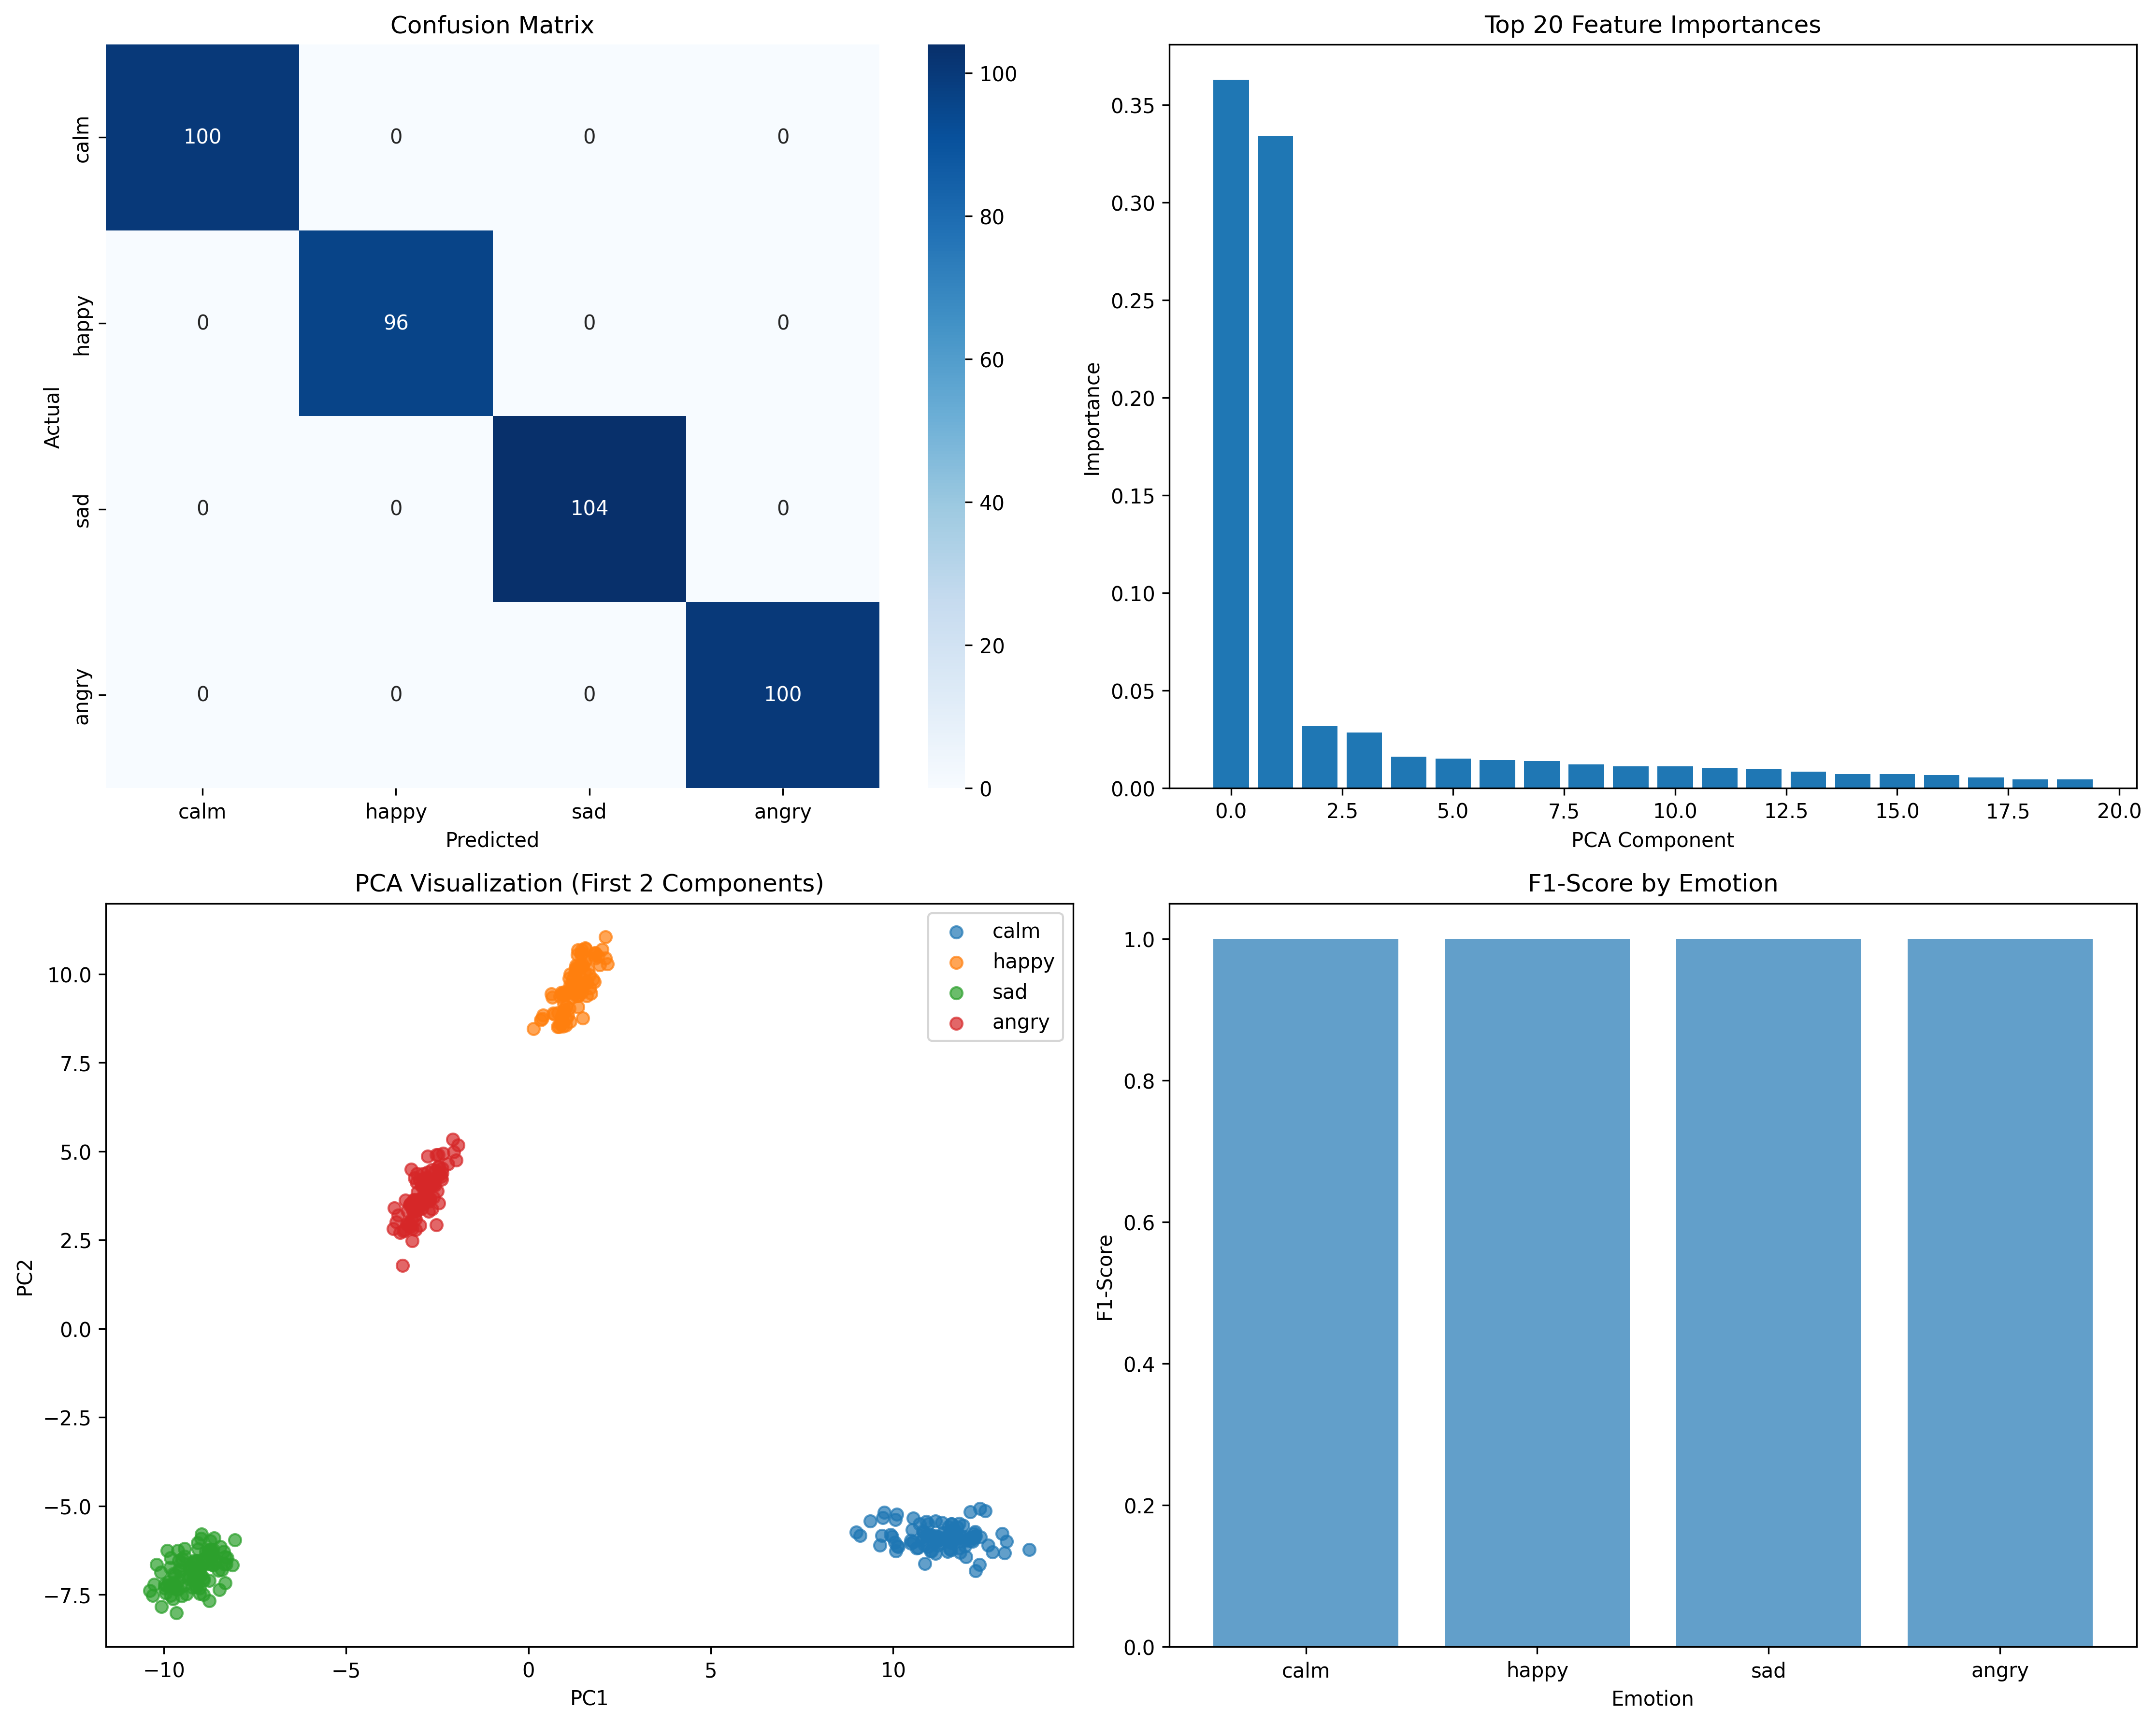 Confusion Matrix
calm
happy
sad
angry
Actual
100
0
0
0
0
96
0
0
0
0
104
0
0
0
0
100
calm
happy
sad
angry
Predicted
100
80
60
40
20
0
Top 20 Feature Importances
Importance
0.35
0.30
0.25
0.20
0.15
0.10
0.05
0.00
0.0
2.5
5.0
7.5
10.0
12.5
15.0
17.5
20.0
PCA Component
PCA Visualization (First 2 Components)
calm
happy
sad
angry
PC2
10.0
7.5
5.0
2.5
0.0
−2.5
−5.0
−7.5
−10
−5
0
5
10
PC1
F1-Score by Emotion
F1-Score
1.0
0.8
0.6
0.4
0.2
0.0
calm
happy
sad
angry
Emotion